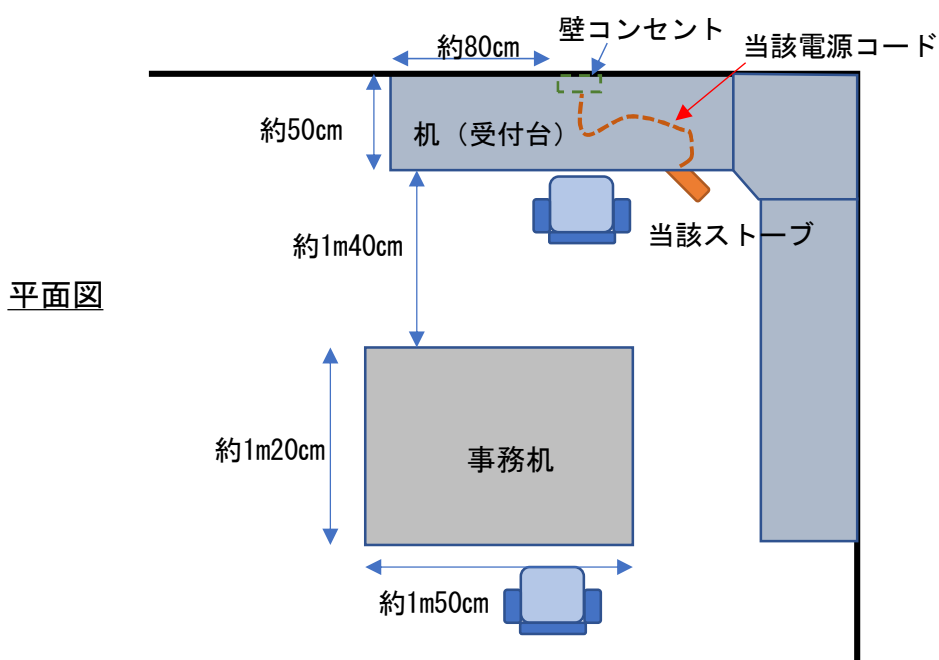 壁コンセント
約80cm
当該電源コード
約50cm
机（受付台）
約1m40cm
当該ストーブ
平面図
約1m20cm
事務机
約1m50cm